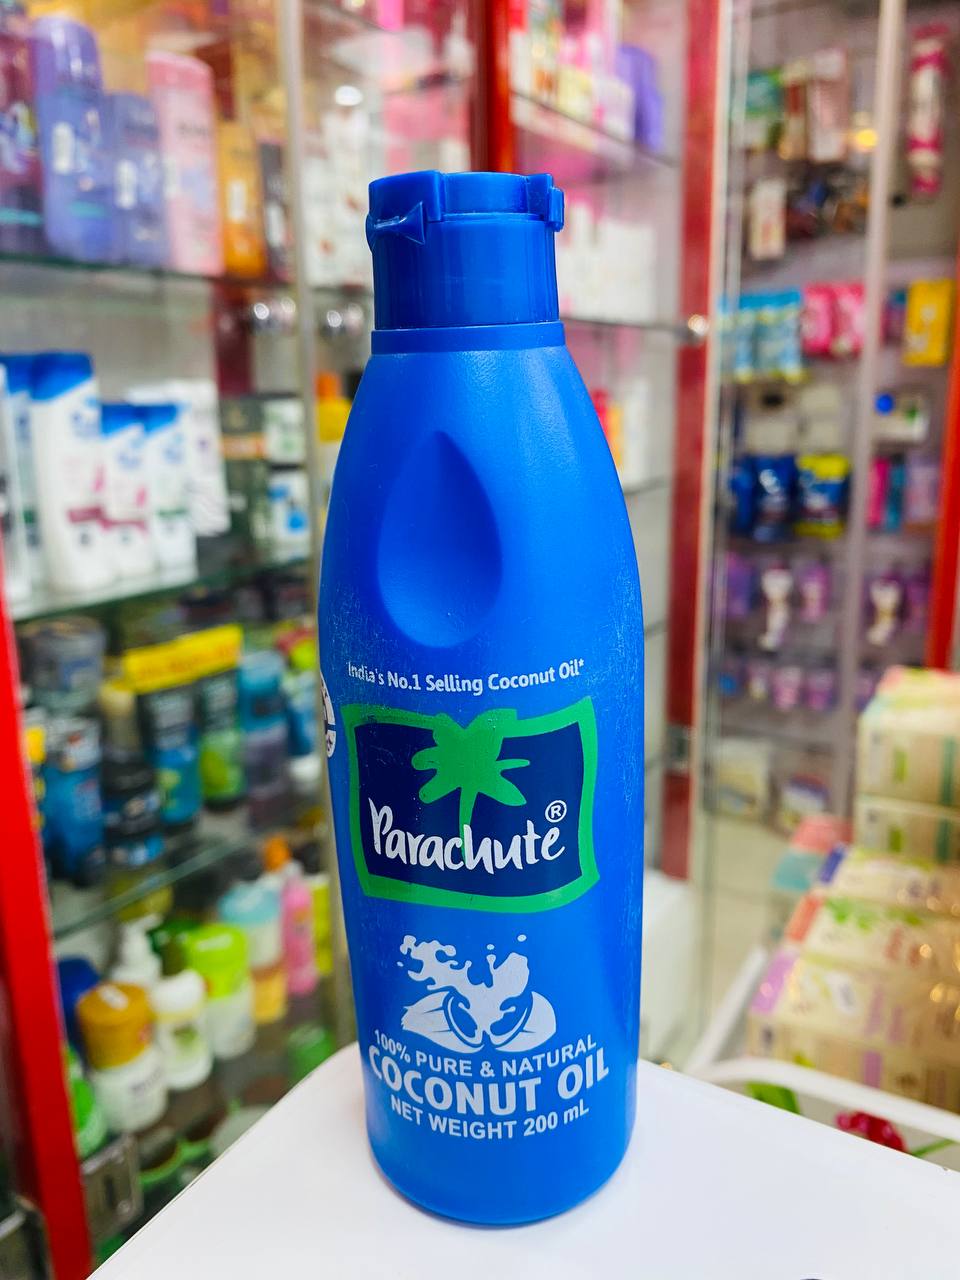 India's No.1 Selling Coconut Oil*
Parachute®
100% PURE & NATURAL
COCONUT OIL
NET WEIGHT 200 mL